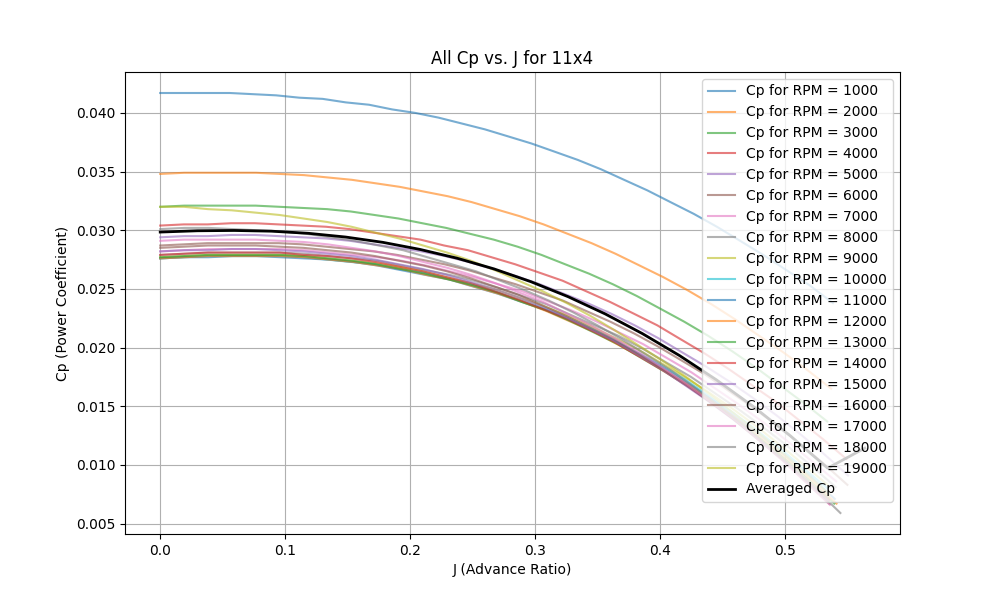 All Cp vs. J for 11x4
Cp (Power Coefficient)
0.040
0.035
0.030
0.025
0.020
0.015
0.010
0.005
0.0 0.1 0.2 0.3 0.4 0.5
J (Advance Ratio)
Cp for RPM = 1000
Cp for RPM = 2000
Cp for RPM = 3000
Cp for RPM = 4000
Cp for RPM = 5000
Cp for RPM = 6000
Cp for RPM = 7000
Cp for RPM = 8000
Cp for RPM = 9000
Cp for RPM = 10000
Cp for RPM = 11000
Cp for RPM = 12000
Cp for RPM = 13000
Cp for RPM = 14000
Cp for RPM = 15000
Cp for RPM = 16000
Cp for RPM = 17000
Cp for RPM = 18000
Cp for RPM = 19000
Averaged Cp